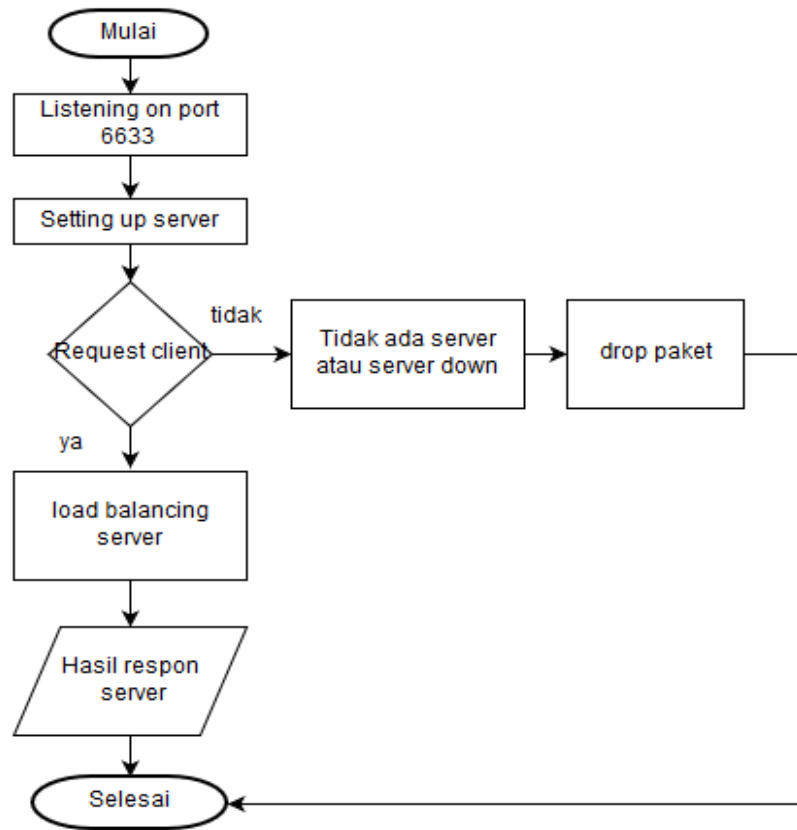 Mulai
Listening on port
6633
Setting up server
Request client
tidak
Tidak ada server
atau server down
drop paket
ya
load balancing
server
Hasil respon
server
Selesai